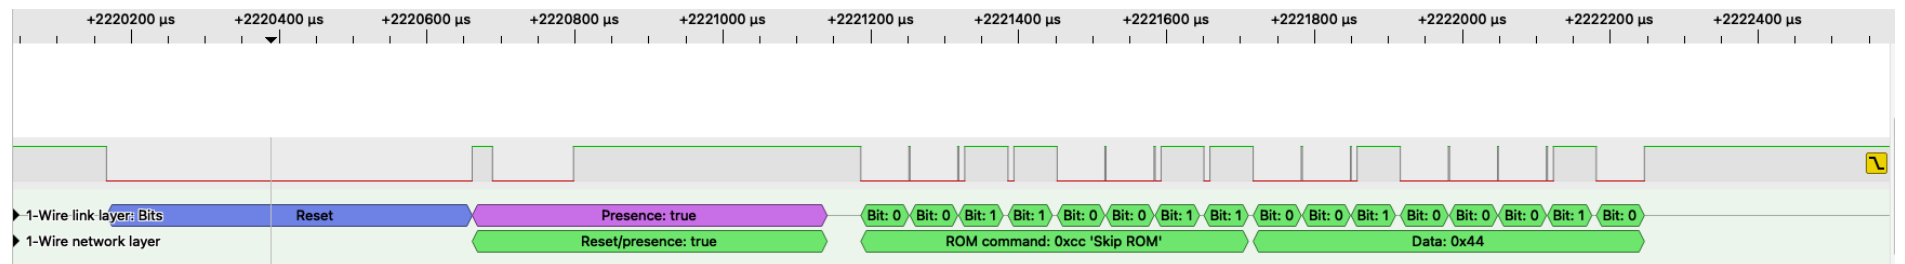 +2220200 µs +2220400 µs +2220600 µs +2220800 µs +2221000 µs +2221200 µs +2221400 µs +2221600 µs +2221800 µs +2222000 µs +2222200 µs +2222400 µs
1-Wire link layer: Bits Reset Presence: true Bit: 0 Bit: 0 Bit: 1 Bit: 1 Bit: 0 Bit: 0 Bit: 1 Bit: 1 Bit: 0 Bit: 0 Bit: 1 Bit: 0 Bit: 0 Bit: 0 Bit: 1 Bit: 0
1-Wire network layer Reset/presence: true ROM command: 0xcc 'Skip ROM' Data: 0x44